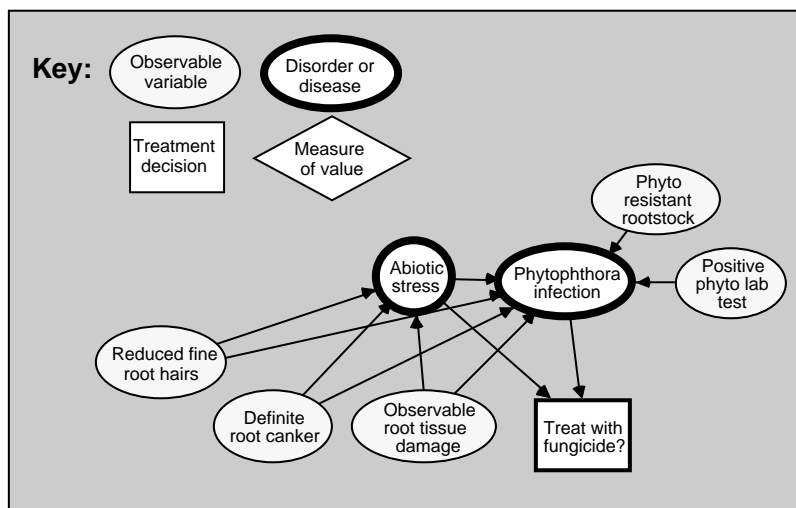 Key:
Observable
variable
Disorder or
disease
Treatment
decision
Measure
of value
Phyto
resistant
rootstock
Abiotic
stress
Phytophthora
infection
Positive
phyto lab
test
Reduced fine
root hairs
Definite
root canker
Observable
root tissue
damage
Treat with
fungicide?